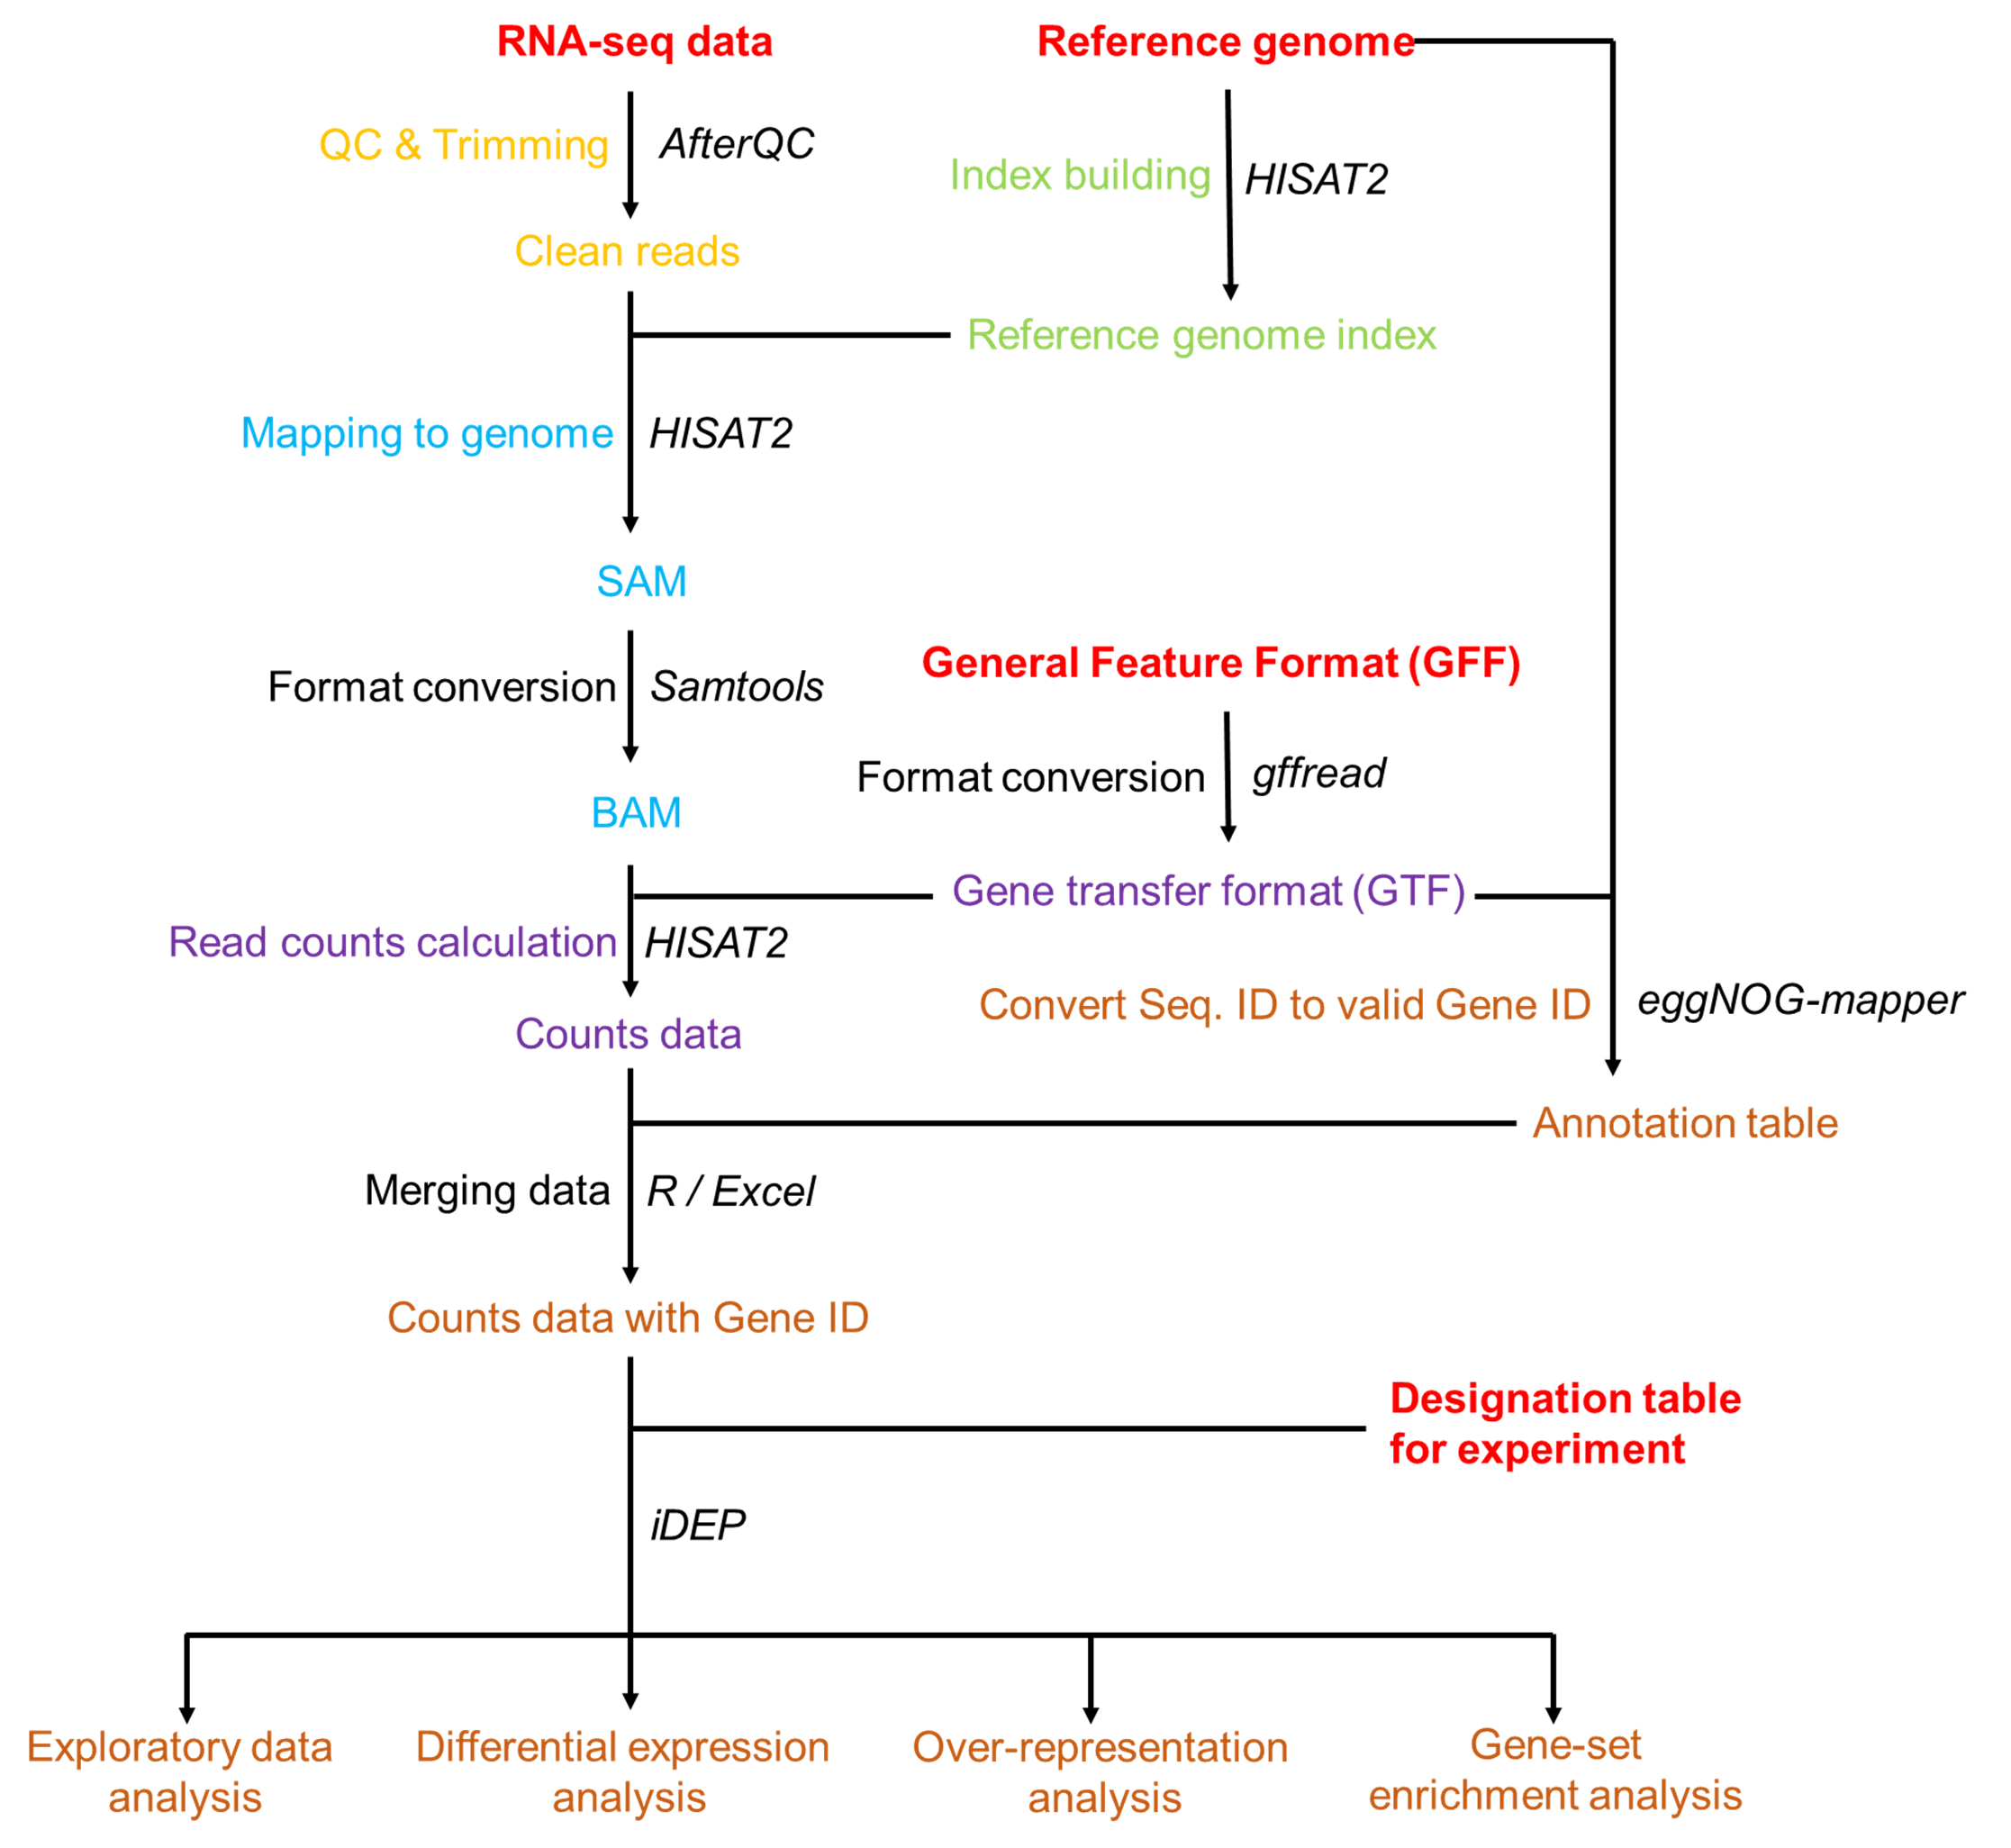 RNA-seq data
Reference genome
QC & Trimming
AfterQC
Index building
HISAT2
Clean reads
Reference genome index
Mapping to genome
HISAT2
SAM
General Feature Format (GFF)
Format conversion
Samtools
Format conversion
gffread
BAM
Gene transfer format (GTF)
Read counts calculation
HISAT2
Convert Seq. ID to valid Gene ID
eggNOG-mapper
Counts data
Annotation table
Merging data
R / Excel
Counts data with Gene ID
Designation table
for experiment
iDEP
Exploratory data
analysis
Differential expression
analysis
Over-representation
analysis
Gene-set
enrichment analysis